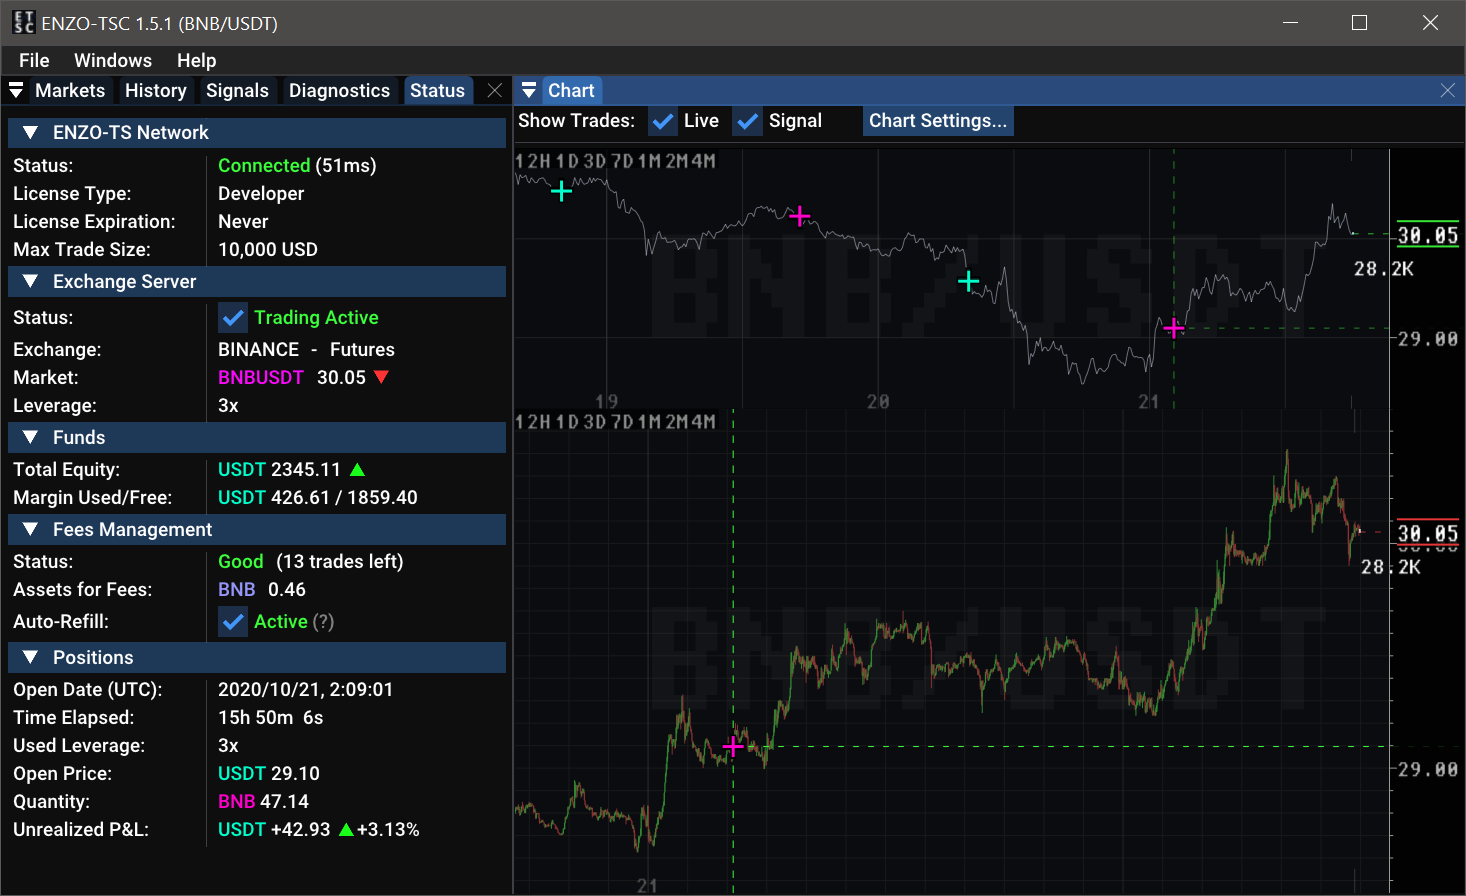 ENZO-TSC 1.5.1 (BNB/USDT)
File Windows Help
Markets History Signals Diagnostics Status
ENZO-TS Network
Status: Connected (51ms)
License Type: Developer
License Expiration: Never
Max Trade Size: 10,000 USD
Exchange Server
Status: Trading Active
Exchange: BINANCE - Futures
Market: BNBUSDT 30.05
Leverage: 3x
Funds
Total Equity: USDT 2345.11
Margin Used/Free: USDT 426.61 / 1859.40
Fees Management
Status: Good (13 trades left)
Assets for Fees: BNB 0.46
Auto-Refill: Active (?)
Positions
Open Date (UTC): 2020/10/21, 2:09:01
Time Elapsed: 15h 50m 6s
Used Leverage: 3x
Open Price: USDT 29.10
Quantity: BNB 47.14
Unrealized P&L: USDT +42.93 +3.13%
Chart
Show Trades: Live Signal Chart Settings...
12H 1D 3D 7D 1M 2M 4M
BNB/USDT
30.05
28.2K
29.00
19 20 21
12H 1D 3D 7D 1M 2M 4M
30.05
28.2K
BNB/USDT
29.00
21